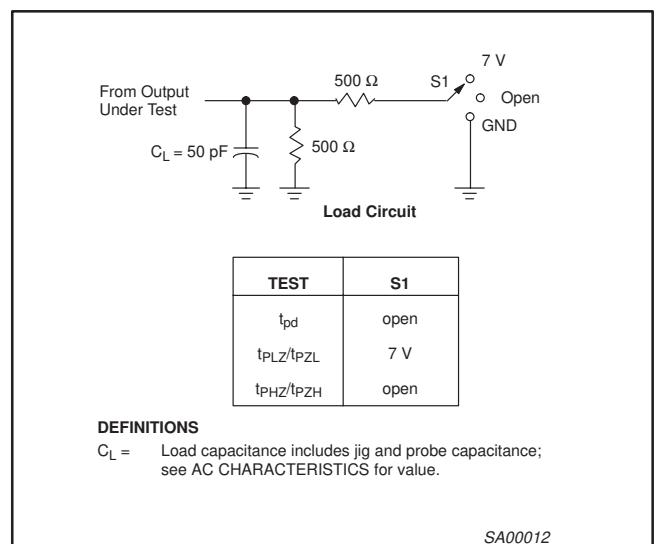 7 V
From Output
Under Test
500 Ω
S1
Open
GND
C_L = 50 pF
500 Ω
Load Circuit
TEST S1
t_pd open
t_PLZ/t_PZL 7 V
t_PHZ/t_PZH open
DEFINITIONS
C_L = Load capacitance includes jig and probe capacitance;
see AC CHARACTERISTICS for value.
SA00012